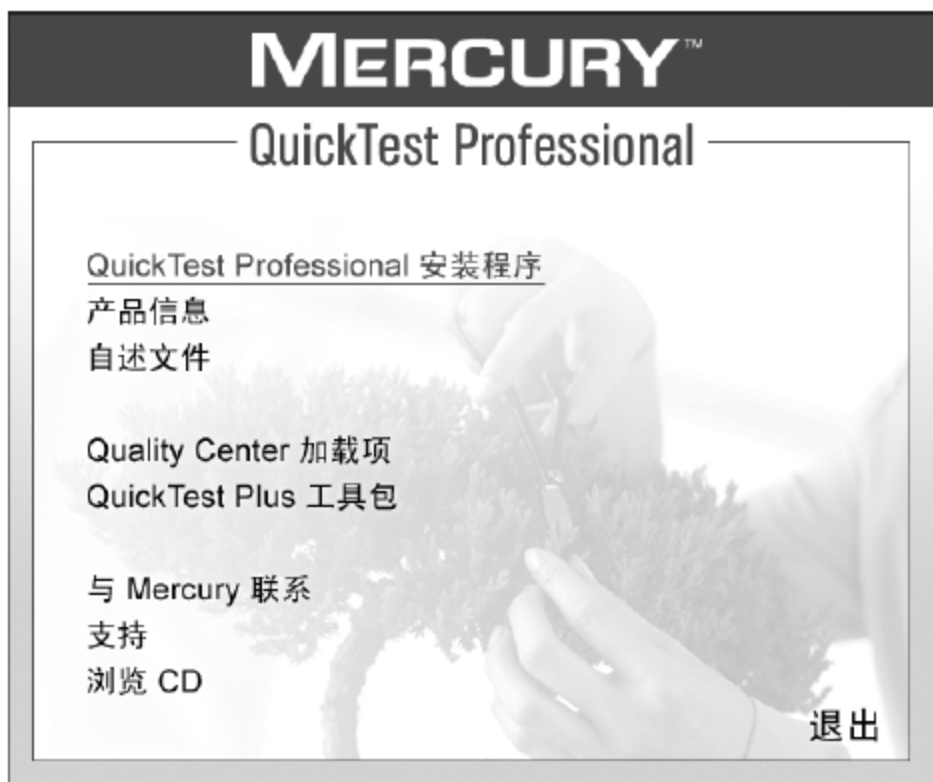 MERCURY™
QuickTest Professional
QuickTest Professional 安装程序
产品信息
自述文件
Quality Center 加载项
QuickTest Plus 工具包
与 Mercury 联系
支持
浏览 CD
退出